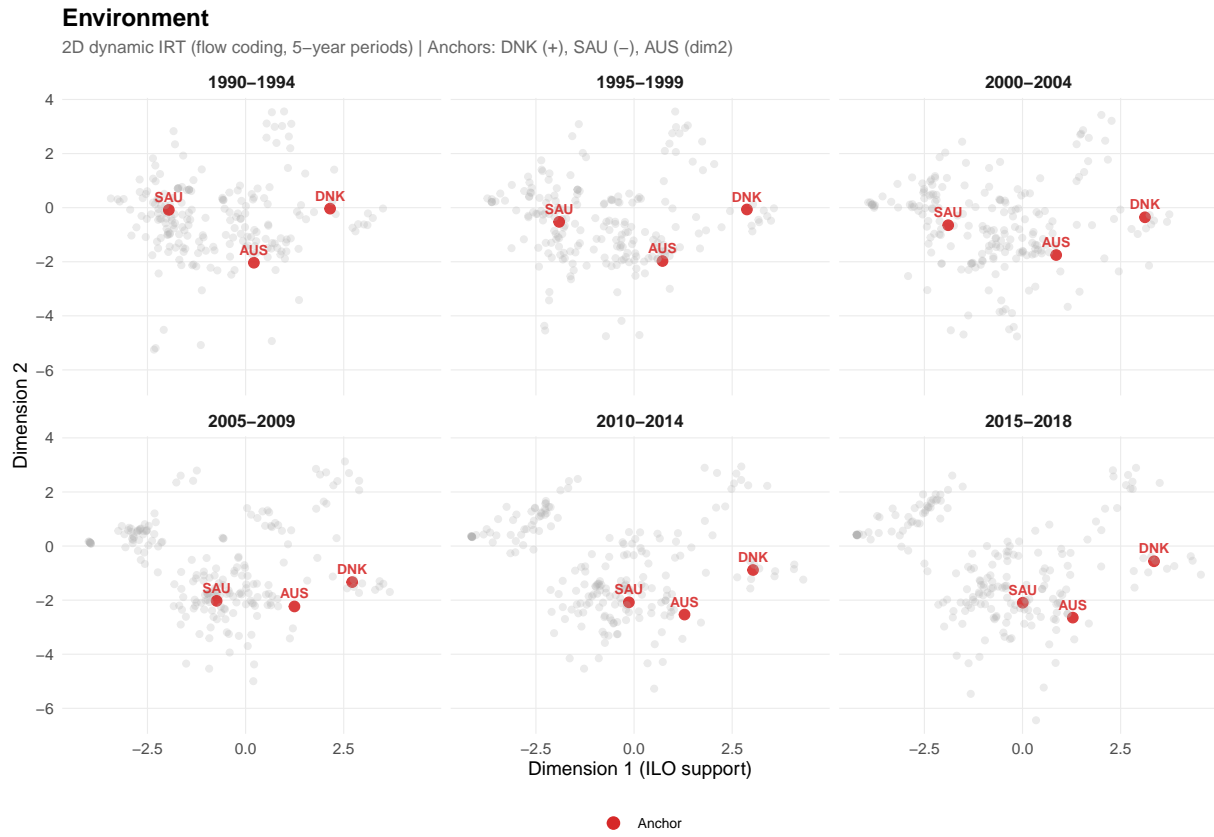 Environment
2D dynamic IRT (flow coding, 5−year periods) | Anchors: DNK (+), SAU (−), AUS (dim2)
1990−1994 1995−1999 2000−2004
4
2
0
−2
−4
−6
SAU DNK AUS
SAU DNK AUS
SAU DNK AUS
Dimension 2
2005−2009 2010−2014 2015−2018
4
2
0
−2
−4
−6
SAU AUS DNK
SAU AUS DNK
SAU AUS DNK
−2.5 0.0 2.5 −2.5 0.0 2.5 −2.5 0.0 2.5
Dimension 1 (ILO support)
Anchor